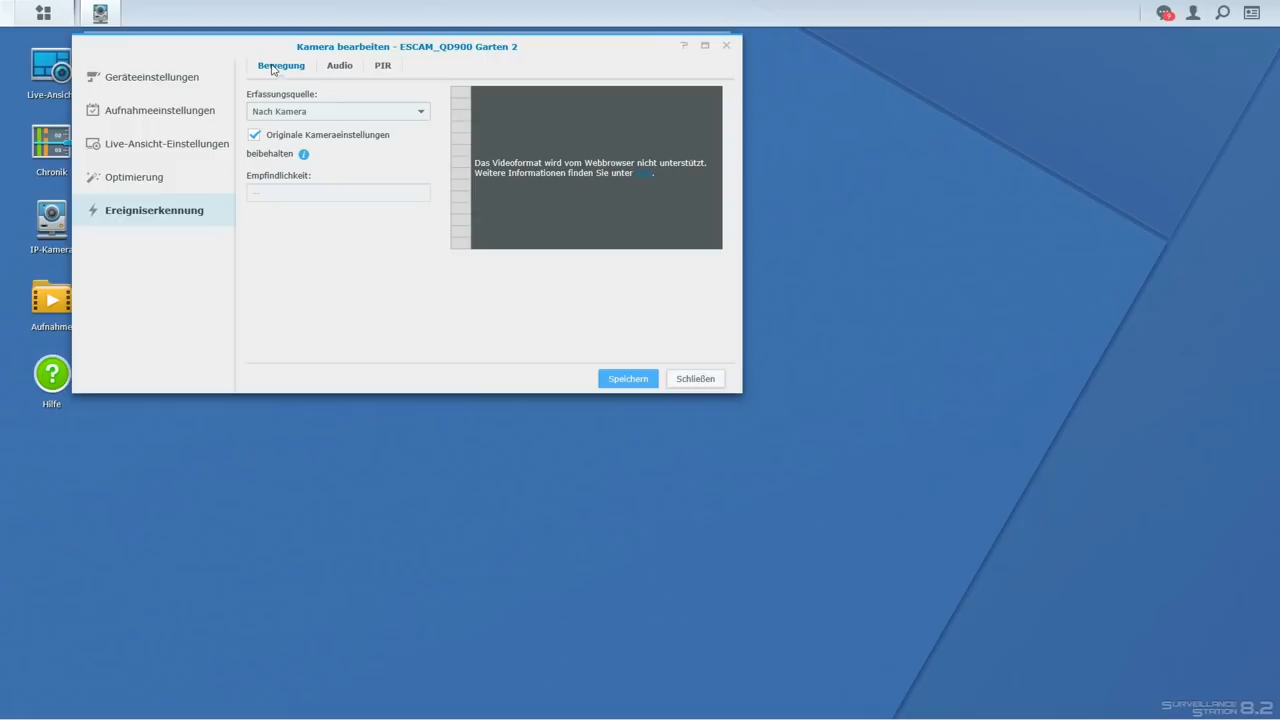 9
Kamera bearbeiten - ESCAM_QD900 Garten 2
?
Geräteeinstellungen
Aufnahmeeinstellungen
Live-Ansicht-Einstellungen
Optimierung
Ereigniserkennung
Bewegung
Audio
PIR
Erfassungsquelle:
Nach Kamera
Originale Kameraeinstellungen
beibehalten
Empfindlichkeit:
---
Das Videoformat wird vom Webbrowser nicht unterstützt.
Weitere Informationen finden Sie unter .
Speichern
Schließen
Live-Ansich
Chronik
IP-Kamera
Aufnahme
?
Hilfe
SURVEILLANCE
STATION 8.2